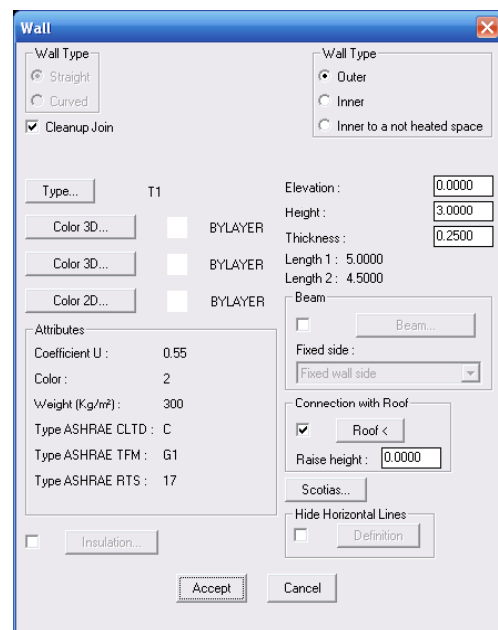 Wall
Wall Type
Straight
Curved
Cleanup Join
Wall Type
Outer
Inner
Inner to a not heated space
Type... T1
Color 3D... BYLAYER
Color 3D... BYLAYER
Color 2D... BYLAYER
Attributes
Coefficient U : 0.55
Color : 2
Weight (Kg/m²) : 300
Type ASHRAE CLTD : C
Type ASHRAE TFM : G1
Type ASHRAE RTS : 17
Insulation...
Elevation : 0.0000
Height : 3.0000
Thickness : 0.2500
Length 1 : 5.0000
Length 2 : 4.5000
Beam
Beam...
Fixed side :
Fixed wall side
Connection with Roof
Roof <
Raise height : 0.0000
Scotias...
Hide Horizontal Lines
Definition
Accept Cancel